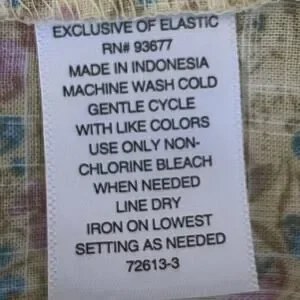 EXCLUSIVE OF ELASTIC
RN# 93677
MADE IN INDONESIA
MACHINE WASH COLD
GENTLE CYCLE
WITH LIKE COLORS
USE ONLY NON-
CHLORINE BLEACH
WHEN NEEDED
LINE DRY
IRON ON LOWEST
SETTING AS NEEDED
72613-3